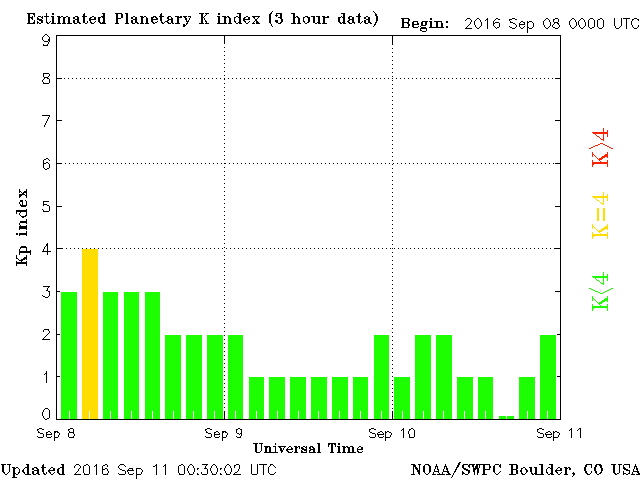 Estimated Planetary K index (3 hour data)
Begin: 2016 Sep 08 0000 UTC
9
8
7
6
5
4
3
2
1
0
Kp index
K>4
K=4
K<4
Sep 8
Sep 9
Sep 10
Sep 11
Universal Time
Updated 2016 Sep 11 00:30:02 UTC
NOAA/SWPC Boulder, CO USA